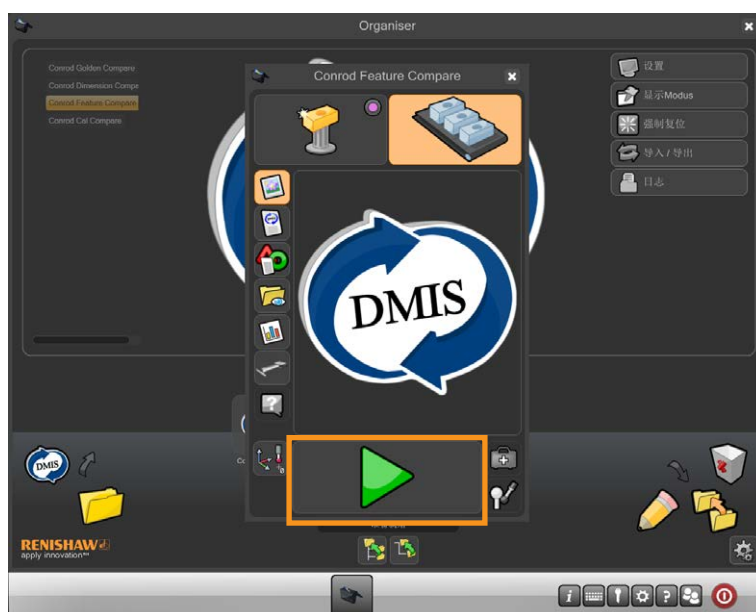 Organiser
Conrod Golden Compare
Conrod Dimension Compa
Conrod Feature Compare
Conrod Cal Compare
Conrod Feature Compare
DMIS
设置
显示Modus
强制复位
导入 / 导出
日志
DMIS
RENISHAW
apply innovation™